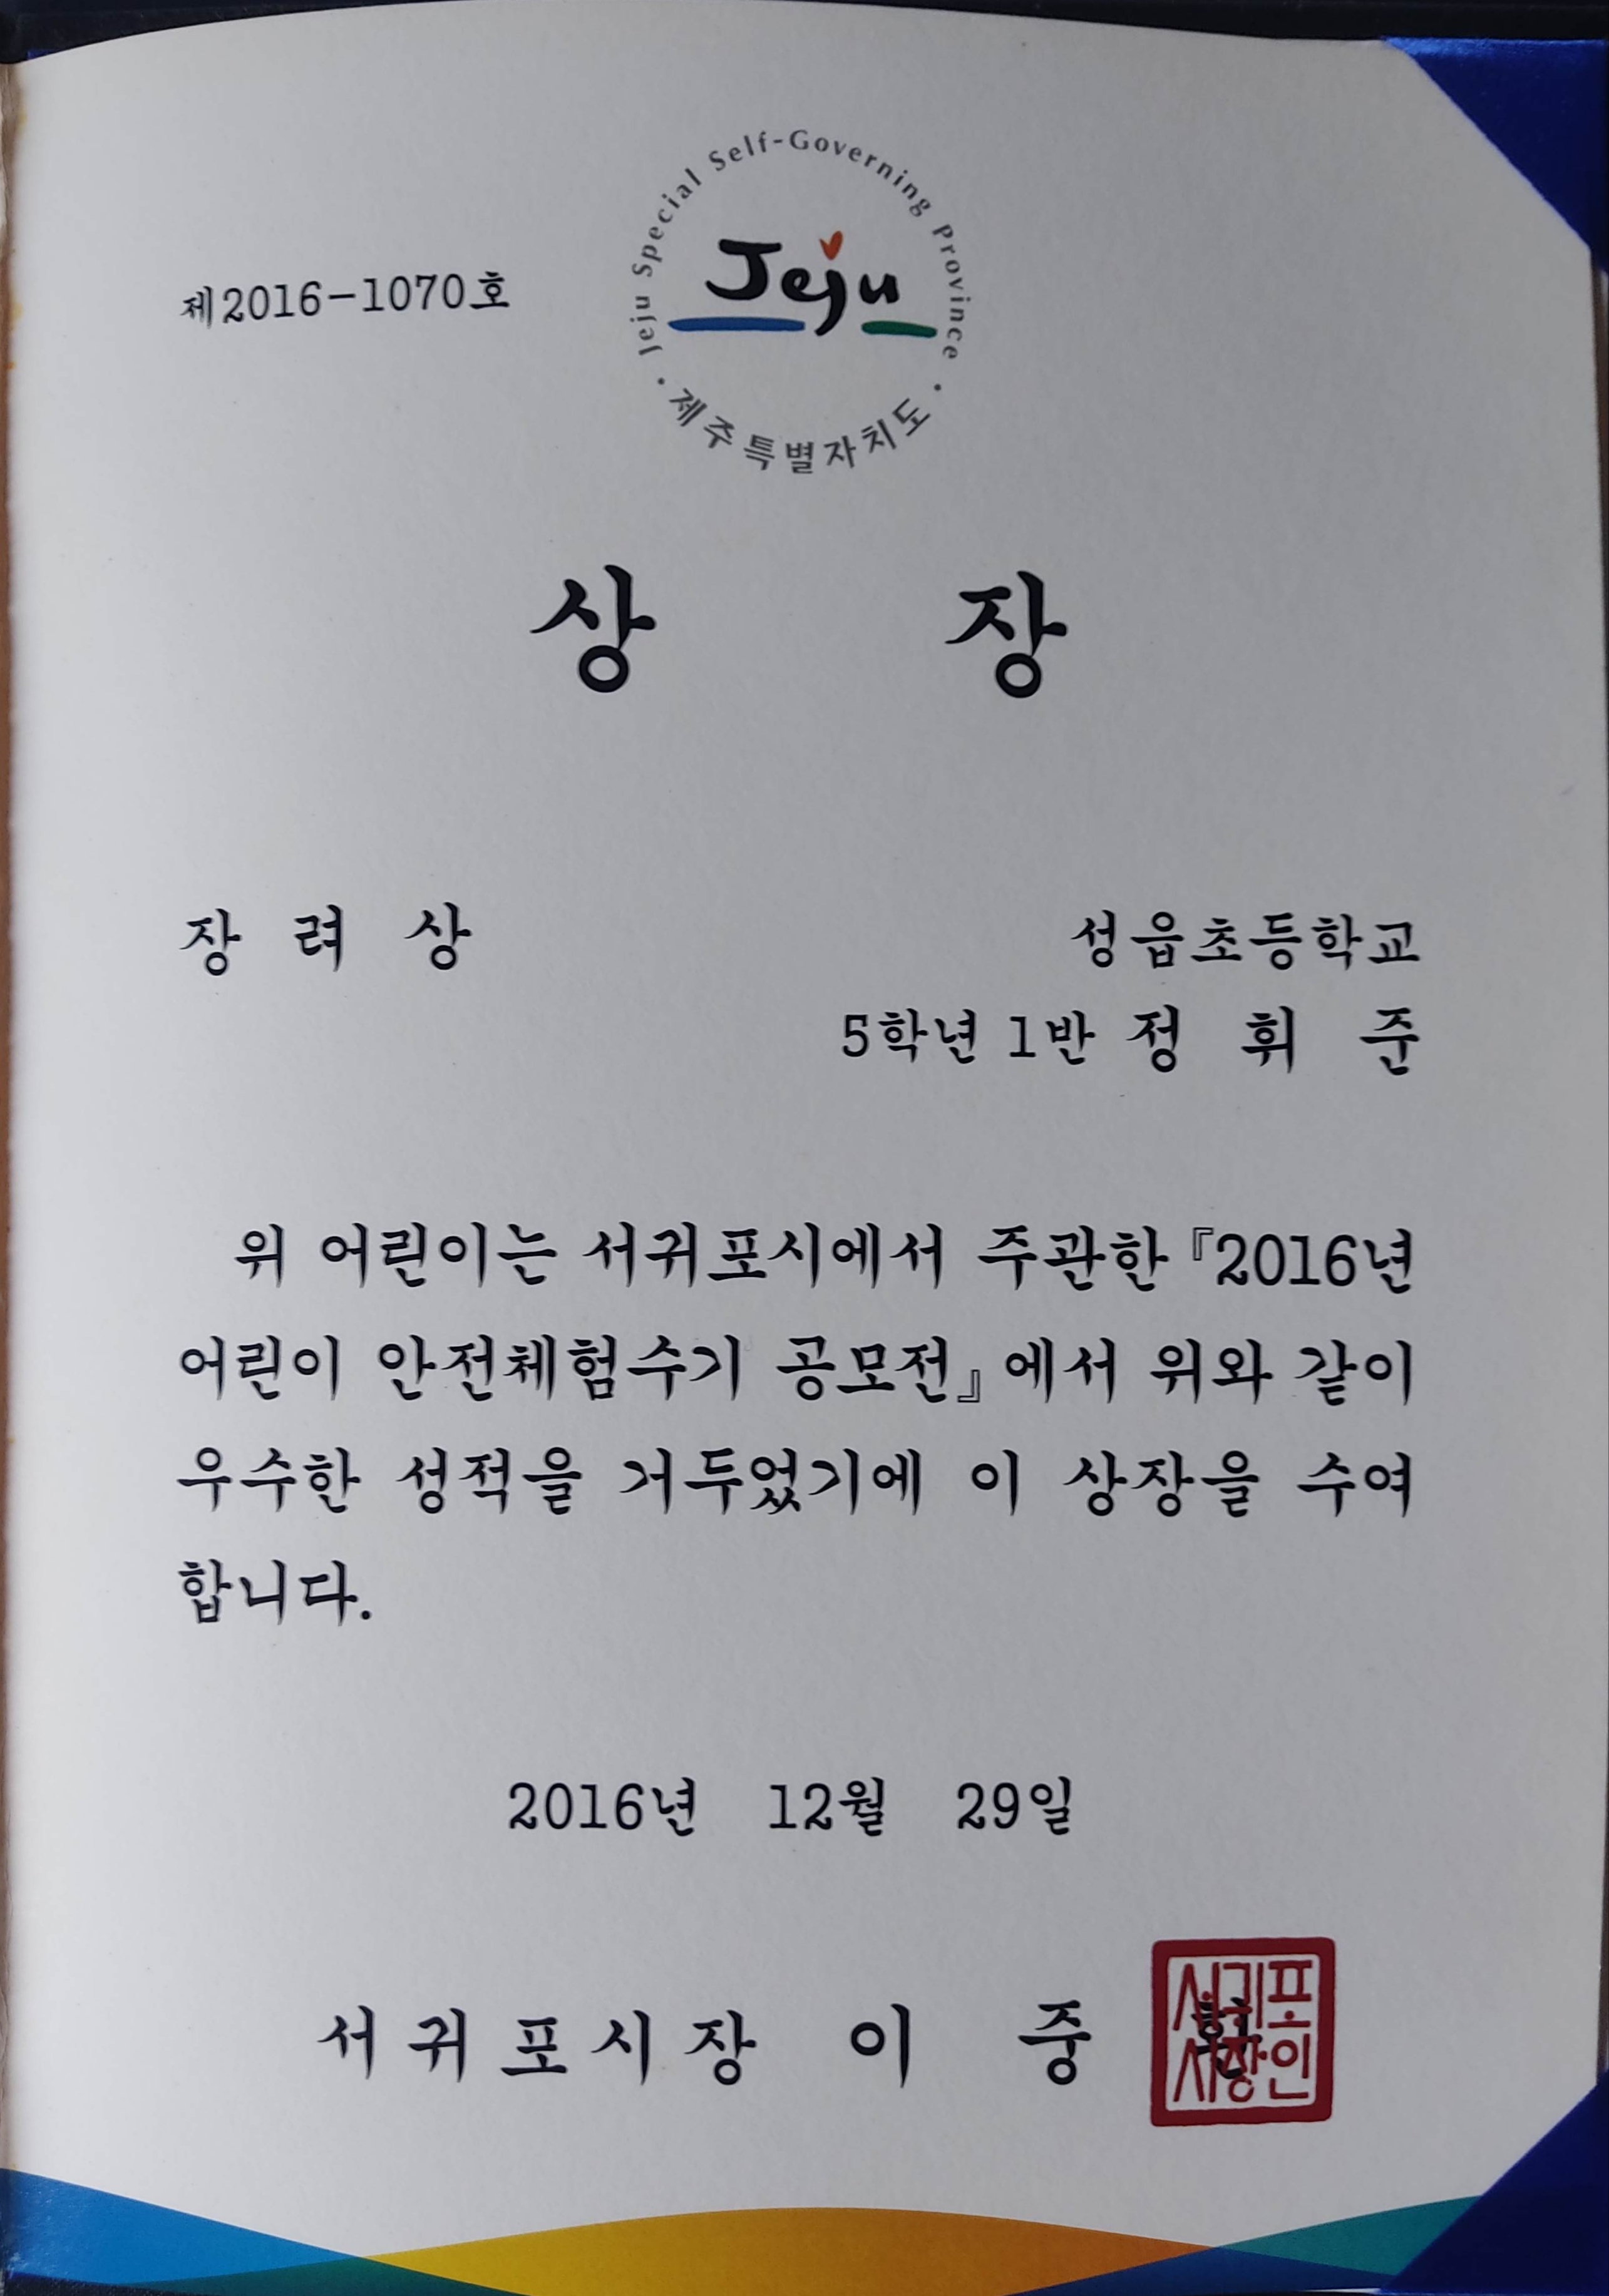 Jeju Special Self-Governing Province
Jeju
· 제주특별자치도 ·
제2016-1070호
상 장
장 려 상
성읍초등학교
5학년 1반 정 휘 준
위 어린이는 서귀포시에서 주관한『2016년
어린이 안전체험수기 공모전』에서 위와 같이
우수한 성적을 거두었기에 이 상장을 수여
합니다.
2016년 12월 29일
서귀포시장 이 중 환
서귀포
시장인